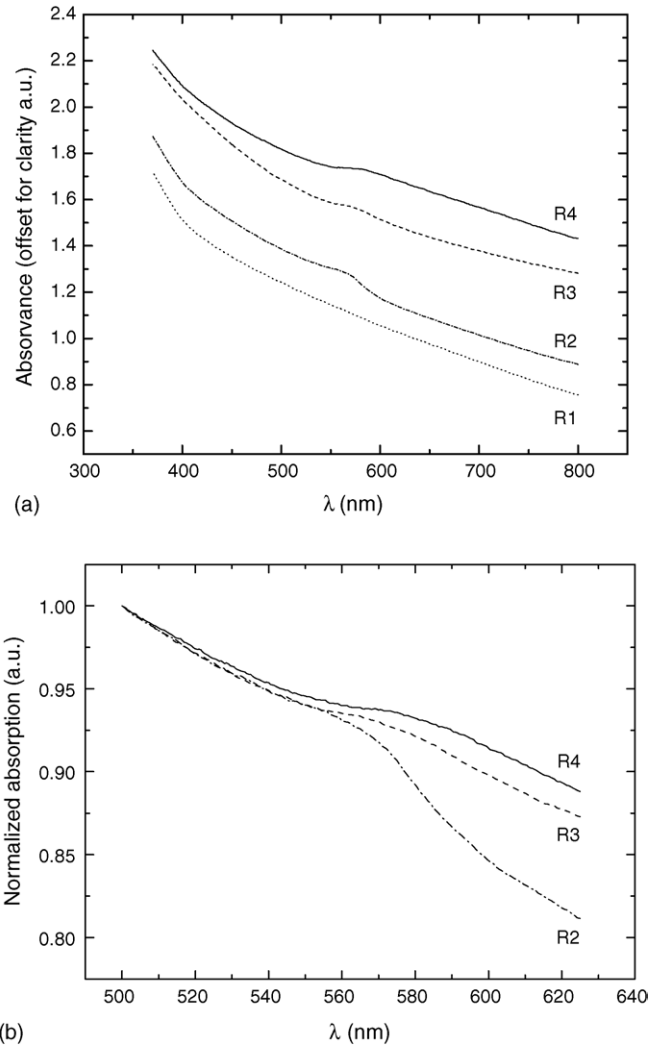 2.4
2.2
2.0
1.8
1.6
1.4
1.2
1.0
0.8
0.6
Absorvance (offset for clarity a.u.)
R4
R3
R2
R1
300 400 500 600 700 800
(a) λ (nm)
1.00
0.95
0.90
0.85
0.80
Normalized absorption (a.u.)
R4
R3
R2
500 520 540 560 580 600 620 640
(b) λ (nm)